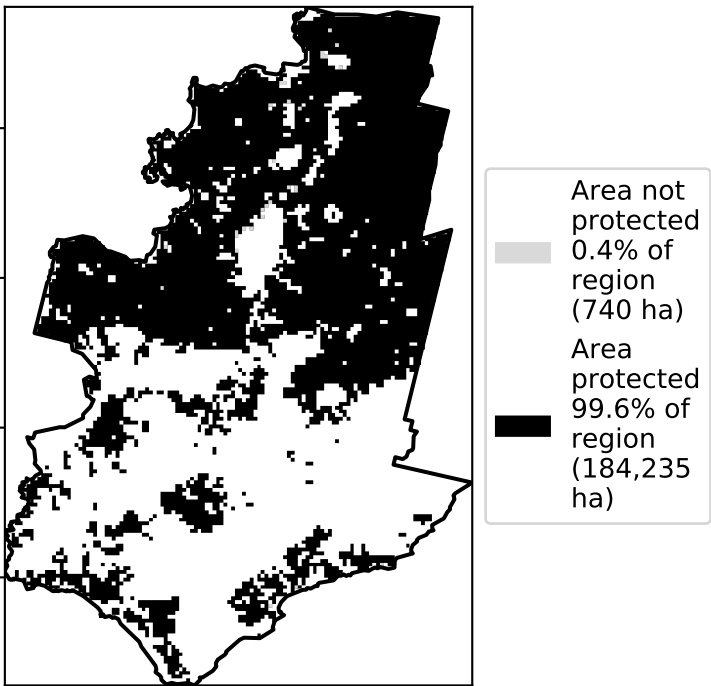 Area not
protected
0.4% of
region
(740 ha)
Area
protected
99.6% of
region
(184,235
ha)